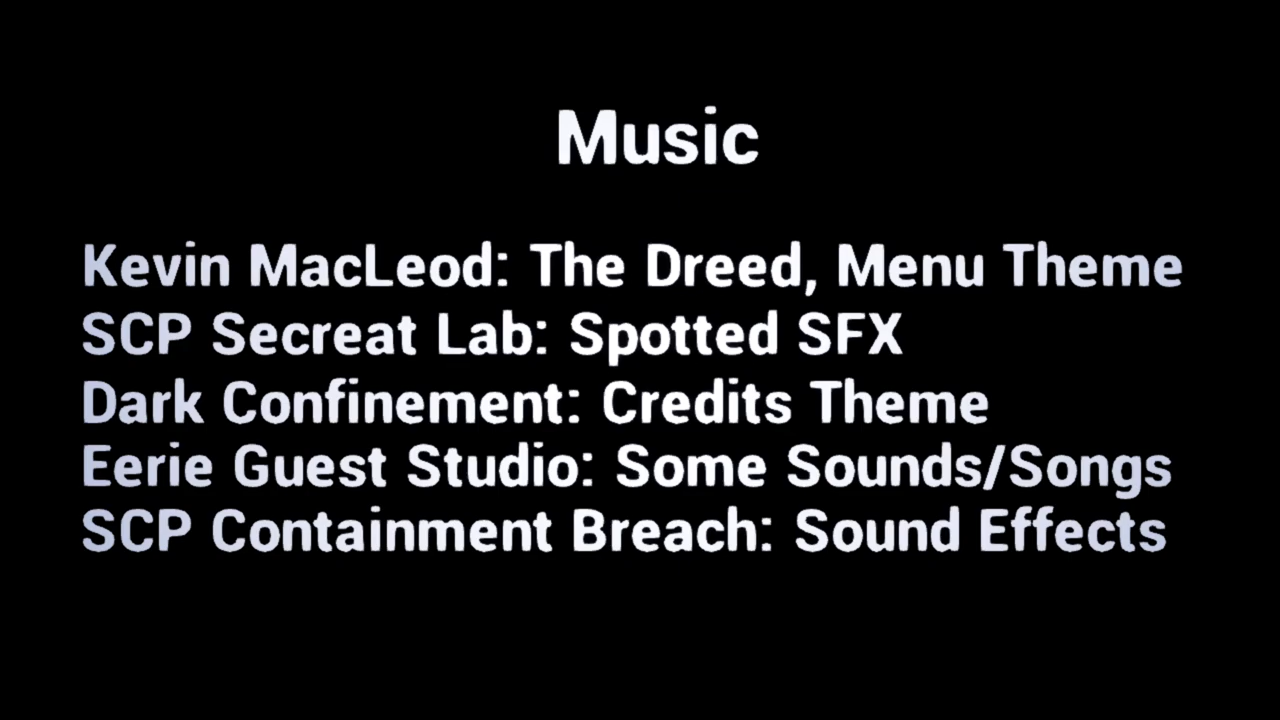 Music
Kevin MacLeod: The Dreed, Menu Theme
SCP Secreat Lab: Spotted SFX
Dark Confinement: Credits Theme
Eerie Guest Studio: Some Sounds/Songs
SCP Containment Breach: Sound Effects